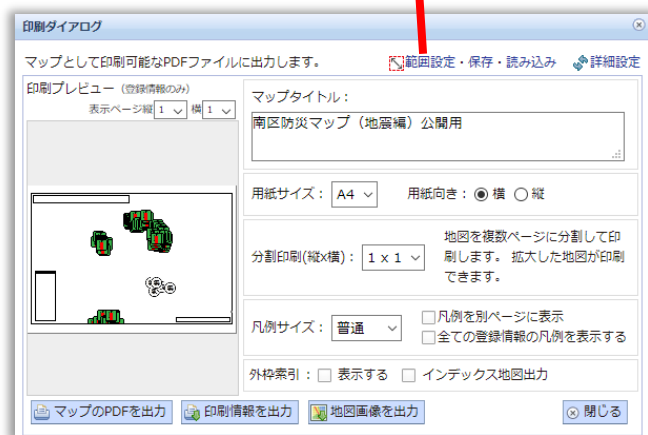 印刷ダイアログ
マップとして印刷可能なPDFファイルに出力します。 範囲設定・保存・読み込み 詳細設定
印刷プレビュー (登録情報のみ)
表示ページ縦 1 横 1
マップタイトル：
南区防災マップ（地震編）公開用
用紙サイズ： A4 用紙向き： 横 縦
分割印刷(縦x横)： 1 x 1
地図を複数ページに分割して印
刷します。 拡大した地図が印刷
できます。
凡例サイズ： 普通
凡例を別ページに表示
全ての登録情報の凡例を表示する
外枠索引： 表示する インデックス地図出力
マップのPDFを出力 印刷情報を出力 地図画像を出力 閉じる